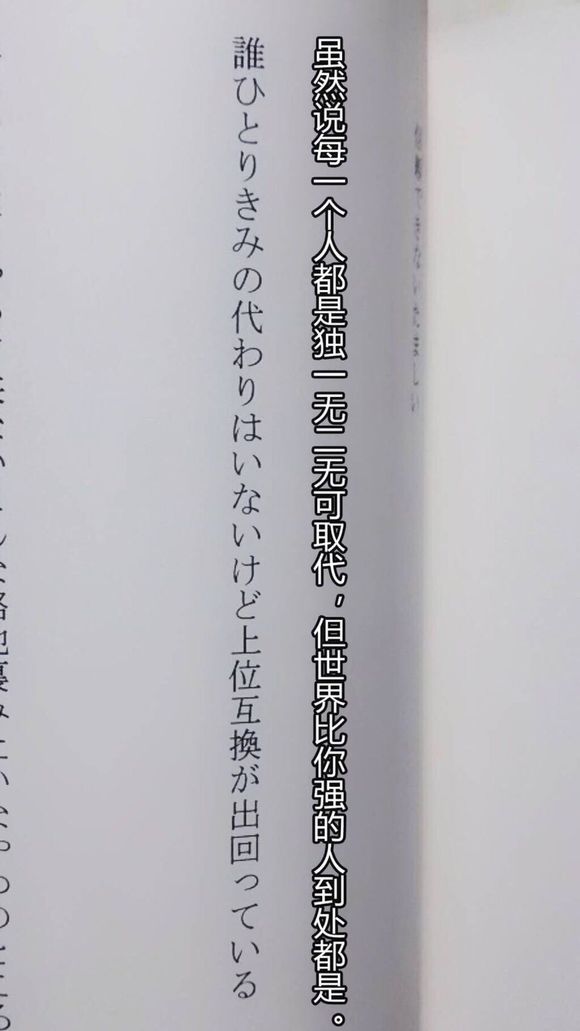 虽然说每一个人都是独一无二无可取代，但世界比你强的人到处都是。
誰ひとりきみの代わりはいないけど上位互換が出回っている